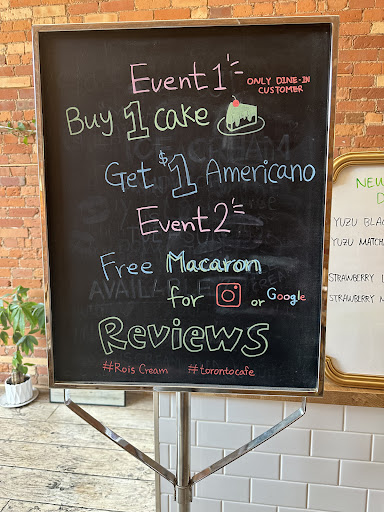 Event 1
ONLY DINE-IN
CUSTOMER
Buy 1 cake
Get $1 Americano
Event 2
Free Macaron
for or Google
Reviews
#Rois Cream #torontocafe
NEW
YUZU
YUZU MATCH
STRAWBERRY
STRAWBERRY